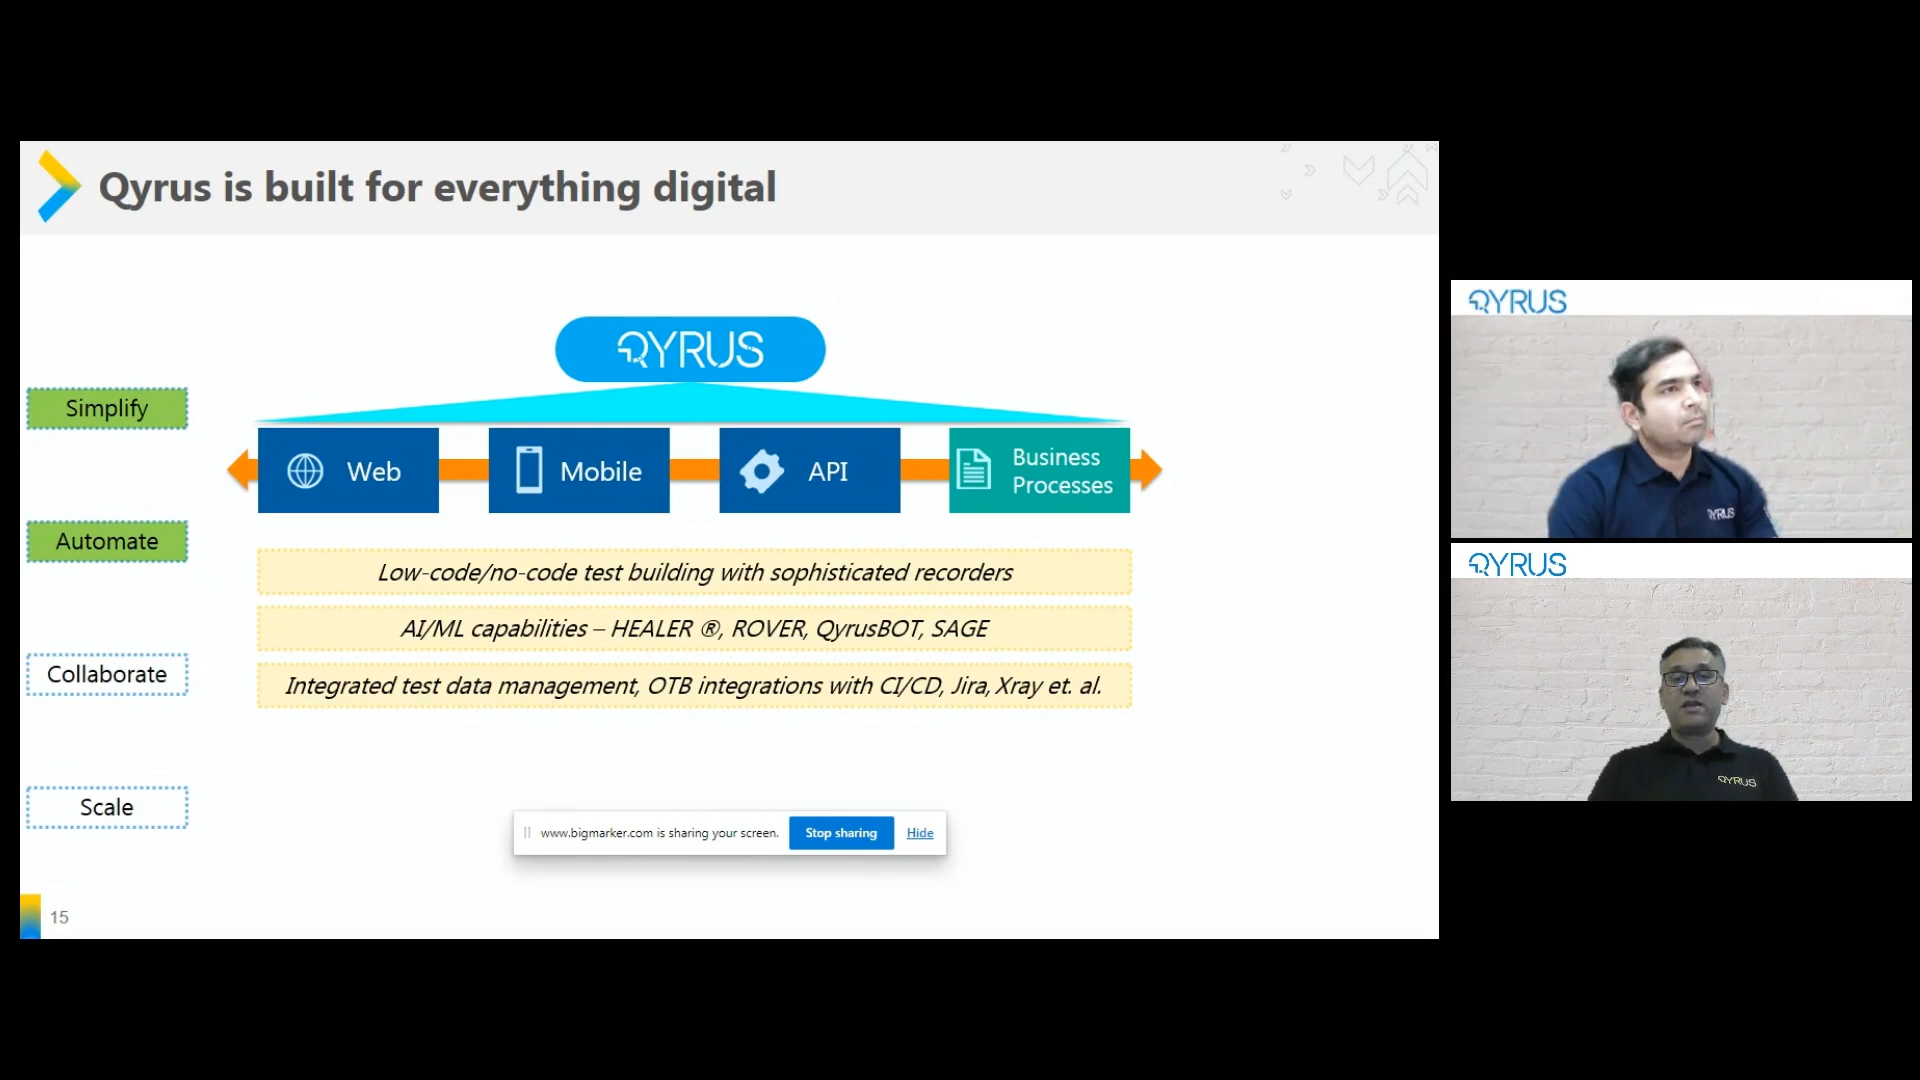 Qyrus is built for everything digital
QYRUS
Simplify
Automate
Collaborate
Scale
Web
Mobile
API
Business
Processes
Low-code/no-code test building with sophisticated recorders
AI/ML capabilities – HEALER ®, ROVER, QyrusBOT, SAGE
Integrated test data management, OTB integrations with CI/CD, Jira, Xray et. al.
www.bigmarker.com is sharing your screen.
Stop sharing
Hide
15
QYRUS
QYRUS
QYRUS
QYRUS